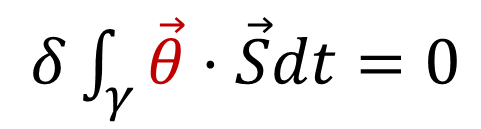 δ ∫_γ θ⃗ · S⃗ dt = 0